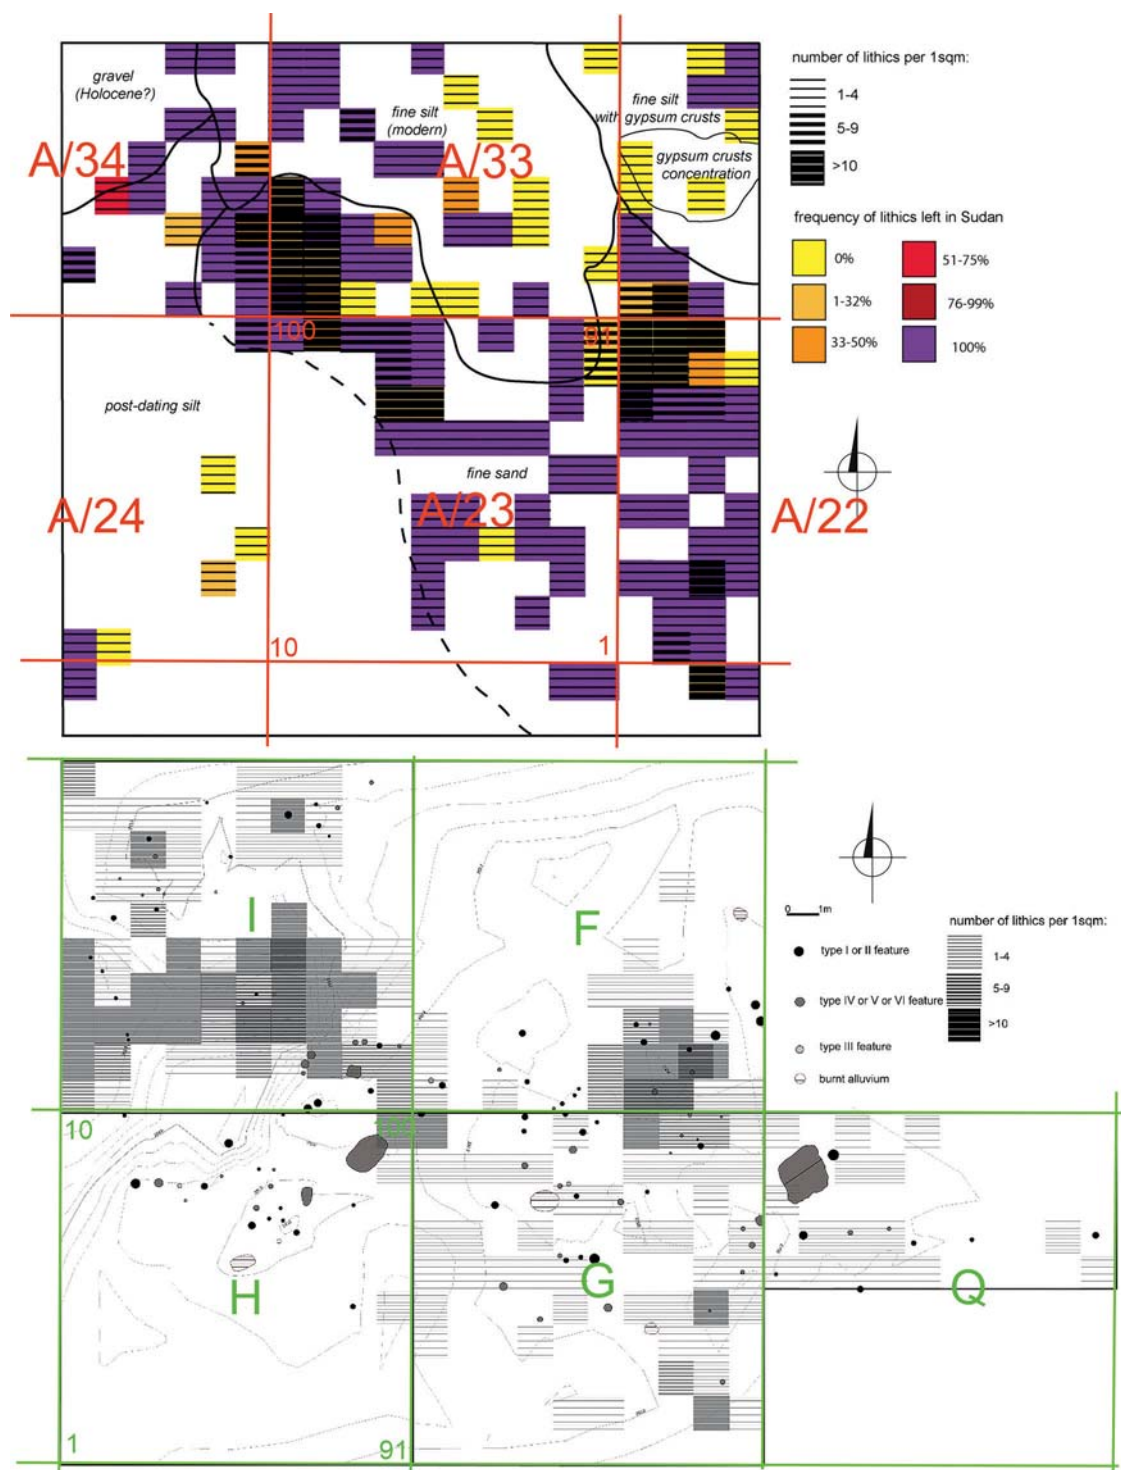 gravel
(Holocene?)
fine silt
(modern)
fine silt
with gypsum crusts
gypsum crusts
concentration
A/34
A/33
100
91
post-dating silt
fine sand
A/24
A/23
A/22
10
1
number of lithics per 1sqm:
1-4
5-9
>10
frequency of lithics left in Sudan
0%
51-75%
1-32%
76-99%
33-50%
100%
I
F
10
100
H
G
Q
1
91
0
1m
type I or II feature
type IV or V or VI feature
type III feature
burnt alluvium
number of lithics per 1sqm:
1-4
5-9
>10